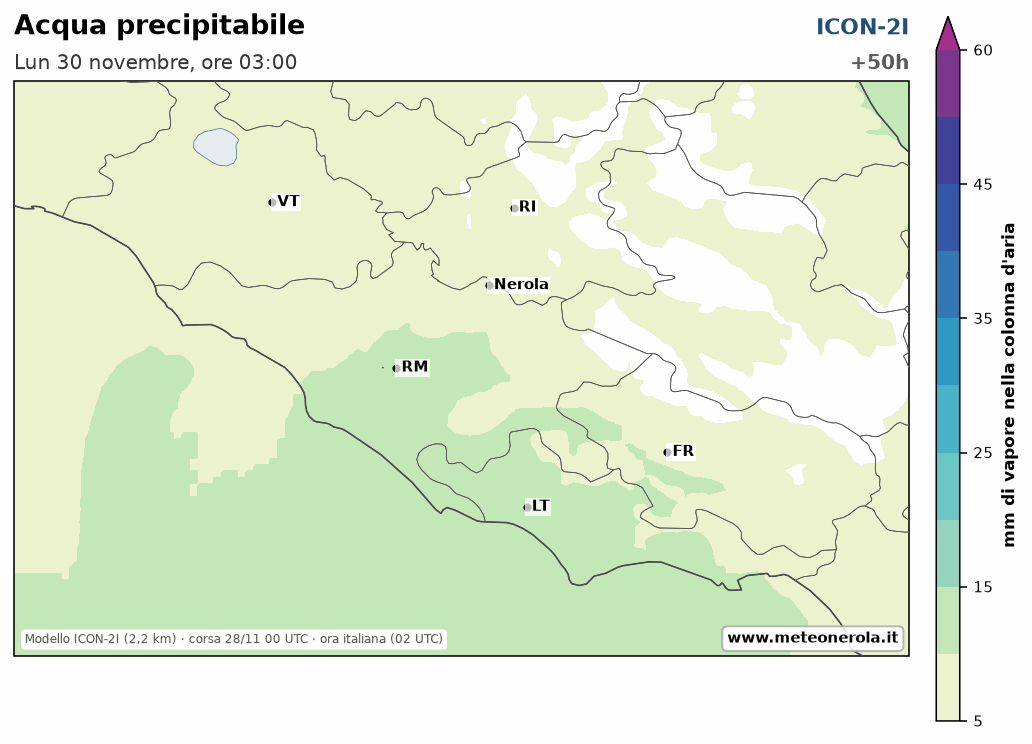 Acqua precipitabile
ICON-2I
Lun 30 novembre, ore 03:00
+50h
60
45
35
25
15
5
mm di vapore nella colonna d'aria
VT
RI
Nerola
RM
FR
LT
Modello ICON-2I (2,2 km) · corsa 28/11 00 UTC · ora italiana (02 UTC)
www.meteonerola.it